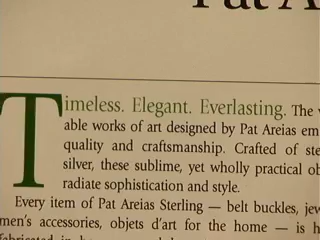 Pat A
Timeless. Elegant. Everlasting. The
able works of art designed by Pat Areias em
quality and craftsmanship. Crafted of ste
silver, these sublime, yet wholly practical ob
radiate sophistication and style.
Every item of Pat Areias Sterling — belt buckles, jew
men's accessories, objets d'art for the home — is h